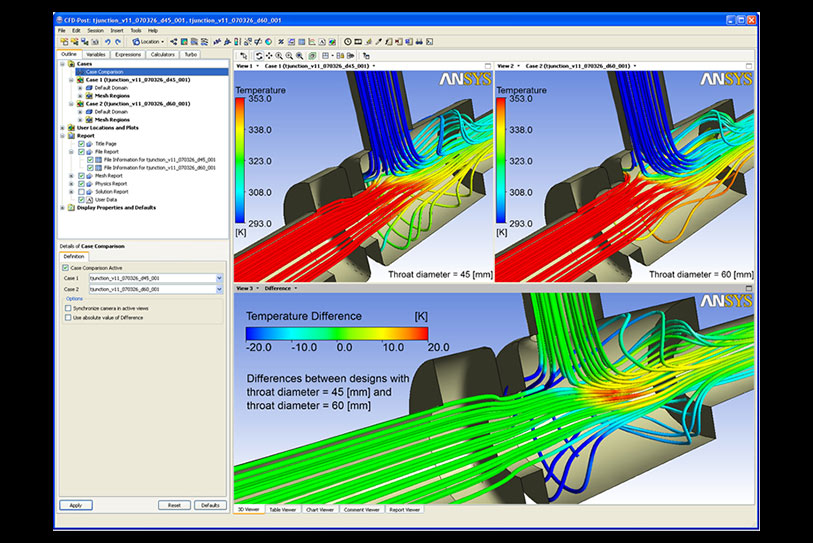 CFD-Post: tjunction_v11_070326_d45_001, tjunction_v11_070326_d60_001
File Edit Session Insert Tools Help
Location
Outline Variables Expressions Calculators Turbo
Cases
Case Comparison
Case 1 (tjunction_v11_070326_d45_001)
Default Domain
Mesh Regions
Case 2 (tjunction_v11_070326_d60_001)
Default Domain
Mesh Regions
User Locations and Plots
Report
Title Page
File Report
File Information for tjunction_v11_070326_d45_001
File Information for tjunction_v11_070326_d60_001
Mesh Report
Physics Report
Solution Report
User Data
Display Properties and Defaults
Details of Case Comparison
Definition
Case Comparison Active
Case 1 tjunction_v11_070326_d45_001
Case 2 tjunction_v11_070326_d60_001
Options
Synchronize camera in active views
Use absolute value of Difference
Apply Reset Defaults
View 1 Case 1 (tjunction_v11_070326_d45_001)
ANSYS
Temperature
353.0
338.0
323.0
308.0
293.0
[K]
Throat diameter = 45 [mm]
View 2 Case 2 (tjunction_v11_070326_d60_001)
ANSYS
Temperature
353.0
338.0
323.0
308.0
293.0
[K]
Throat diameter = 60 [mm]
View 3 Difference
ANSYS
Temperature Difference [K]
-20.0 -10.0 0.0 10.0 20.0
Differences between designs with
throat diameter = 45 [mm] and
throat diameter = 60 [mm]
3D Viewer Table Viewer Chart Viewer Comment Viewer Report Viewer